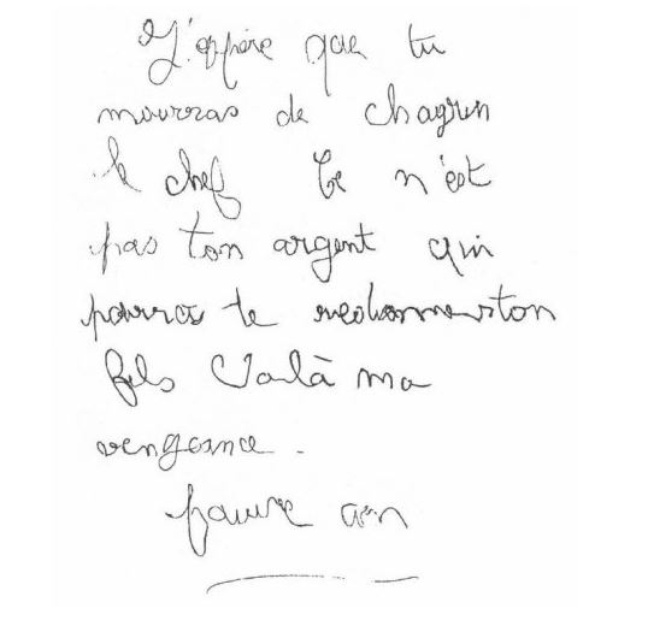 J'espère que tu
mourras de chagrin
le chef Ce n'est
pas ton argent qui
pourra te redonner ton
fils Voilà ma
vengeance.
pauvre con